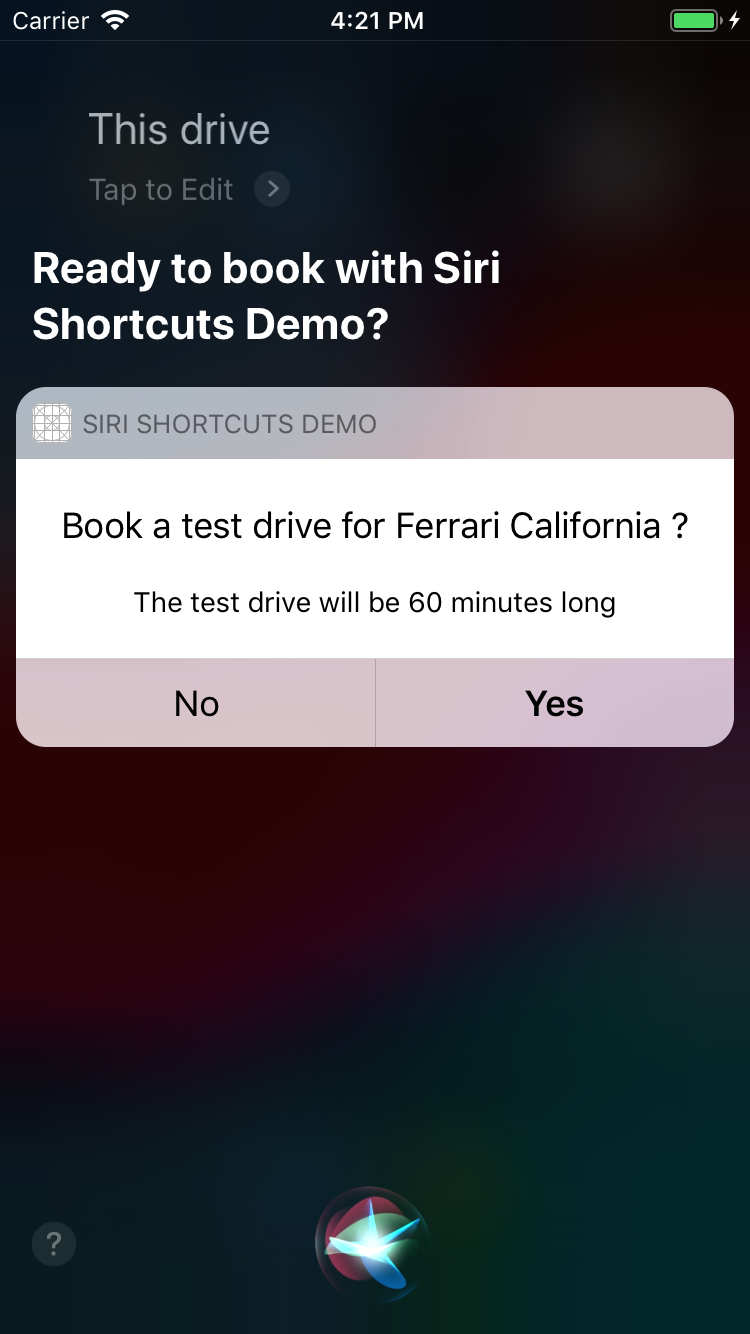 Carrier 4:21 PM
This drive
Tap to Edit
Ready to book with Siri
Shortcuts Demo?
SIRI SHORTCUTS DEMO
Book a test drive for Ferrari California ?
The test drive will be 60 minutes long
No Yes
?